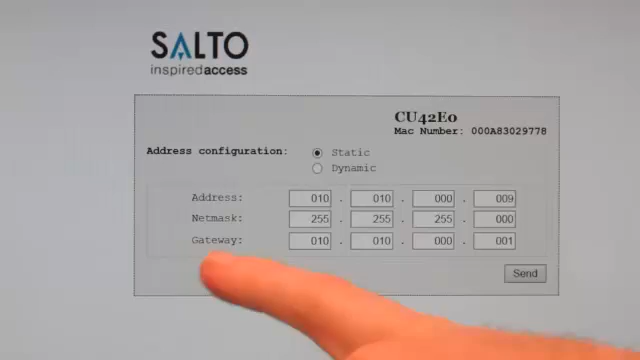 SALTO
inspiredaccess
CU42E0
Mac Number: 000A83029778
Address configuration: Static
Dynamic
Address: 010 . 010 . 000 . 009
Netmask: 255 . 255 . 255 . 000
Gateway: 010 . 010 . 000 . 001
Send